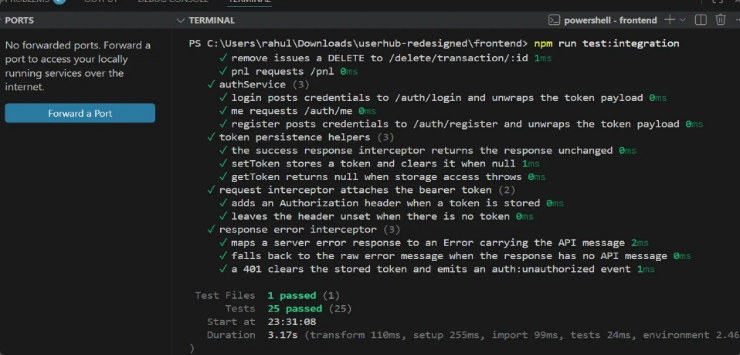 PROBLEMS
OUTPUT
DEBUG CONSOLE
TERMINAL
PORTS
No forwarded ports. Forward a
port to access your locally
running services over the
internet.
Forward a Port
TERMINAL
powershell - frontend
PS C:\Users\rahul\Downloads\userhub-redesigned\frontend> npm run test:integration
✓ remove issues a DELETE to /delete/transaction/:id 1ms
✓ pnl requests /pnl 0ms
✓ authService (3)
✓ login posts credentials to /auth/login and unwraps the token payload 0ms
✓ me requests /auth/me 0ms
✓ register posts credentials to /auth/register and unwraps the token payload 0ms
✓ token persistence helpers (3)
✓ the success response interceptor returns the response unchanged 0ms
✓ setToken stores a token and clears it when null 1ms
✓ getToken returns null when storage access throws 0ms
✓ request interceptor attaches the bearer token (2)
✓ adds an Authorization header when a token is stored 0ms
✓ leaves the header unset when there is no token 0ms
✓ response error interceptor (3)
✓ maps a server error response to an Error carrying the API message 2ms
✓ falls back to the raw error message when the response has no API message 0ms
✓ a 401 clears the stored token and emits an auth:unauthorized event 1ms
Test Files 1 passed (1)
Tests 25 passed (25)
Start at 23:31:08
Duration 3.17s (transform 110ms, setup 255ms, import 99ms, tests 24ms, environment 2.46
)